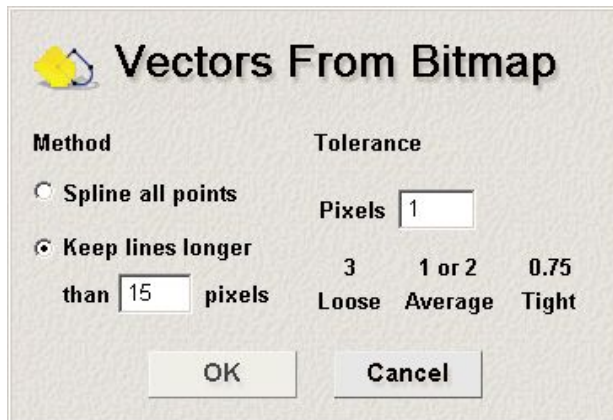 Vectors From Bitmap
Method
Spline all points
Keep lines longer
than 15 pixels
Tolerance
Pixels 1
3 1 or 2 0.75
Loose Average Tight
OK Cancel